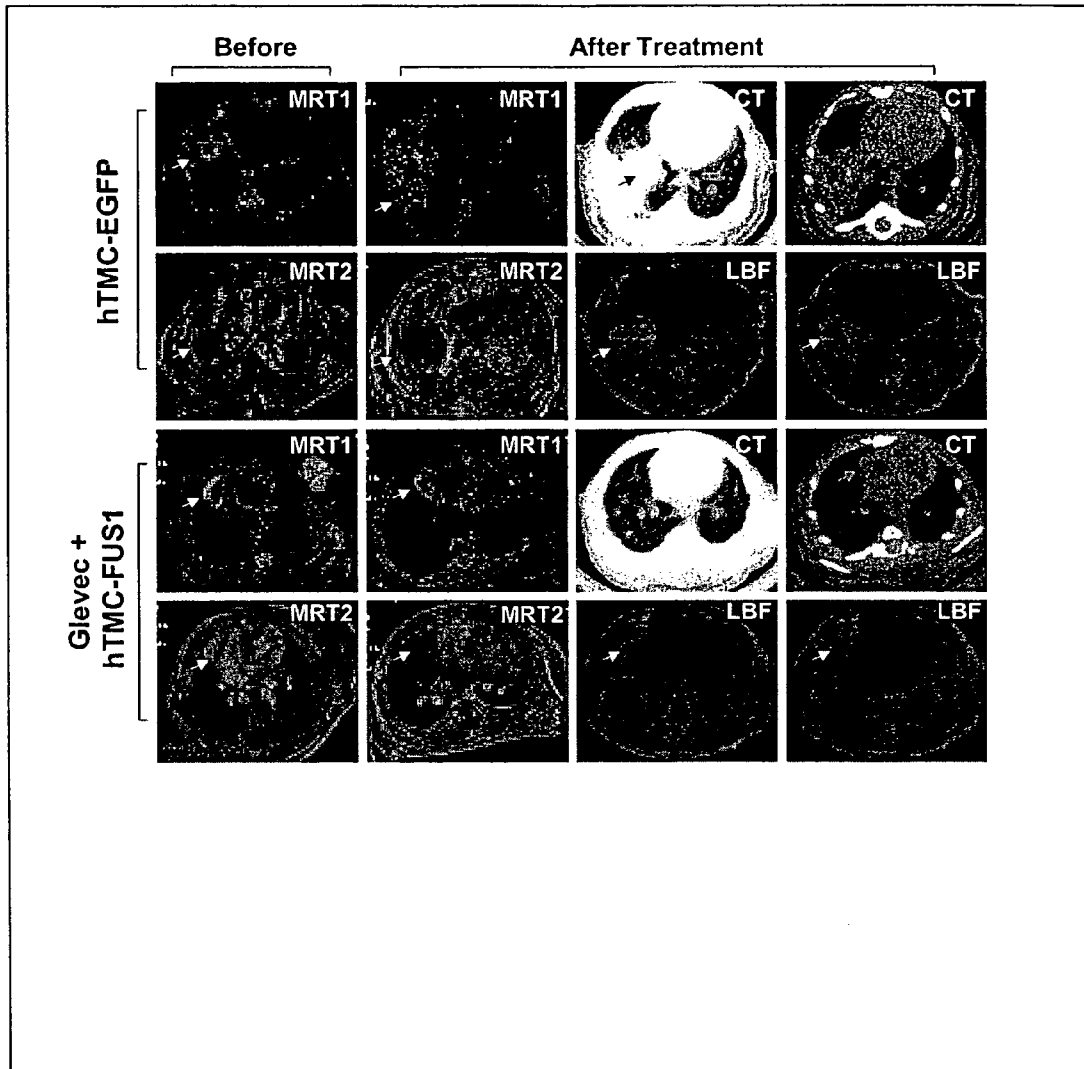 Before After Treatment
MRT1 MRT1 CT CT
hTMC-EGFP
MRT2 MRT2 LBF LBF
MRT1 MRT1 CT CT
Glevec +
hTMC-FUS1
MRT2 MRT2 LBF LBF